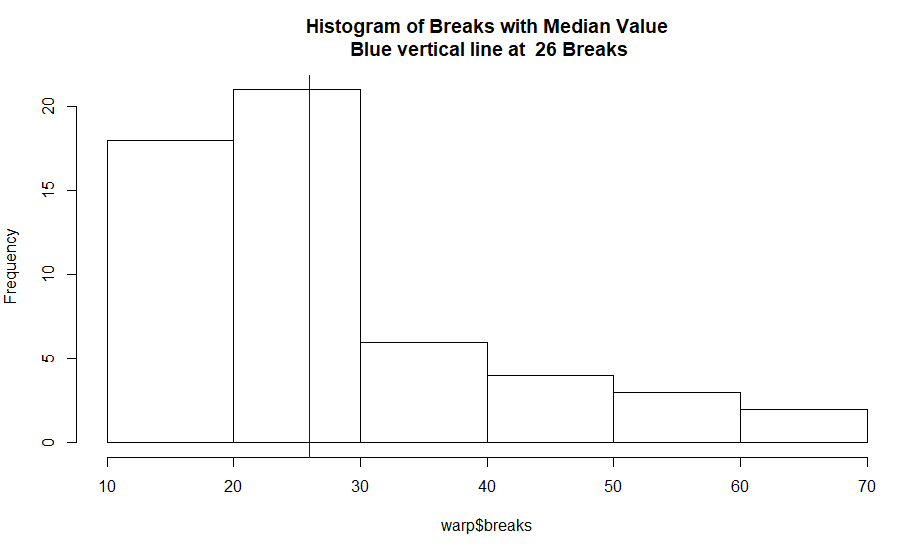 Histogram of Breaks with Median Value
Blue vertical line at  26 Breaks
Frequency
20
15
10
5
0
10 20 30 40 50 60 70
warp$breaks